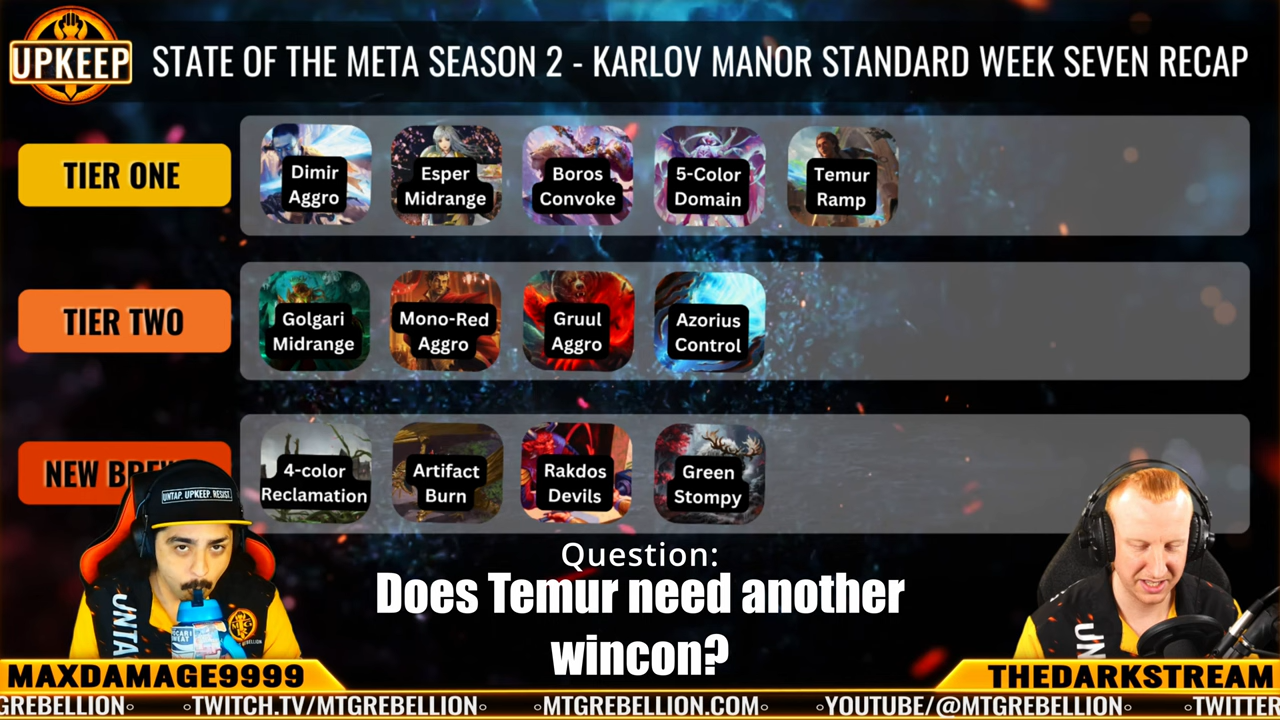 UPKEEP
STATE OF THE META SEASON 2 - KARLOV MANOR STANDARD WEEK SEVEN RECAP
TIER ONE
Dimir
Aggro
Esper
Midrange
Boros
Convoke
5-Color
Domain
Temur
Ramp
TIER TWO
Golgari
Midrange
Mono-Red
Aggro
Gruul
Aggro
Azorius
Control
NEW BRE
4-color
Reclamation
Artifact
Burn
Rakdos
Devils
Green
Stompy
UNTAP. UPKEEP. RESIST.
UNTA
UN
Question:
Does Temur need another
wincon?
MAXDAMAGE9999
THEDARKSTREAM
GREBELLION◦ ◦TWITCH.TV/MTGREBELLION◦ ◦MTGREBELLION.COM◦ ◦YOUTUBE/@MTGREBELLION◦ ◦TWITTER